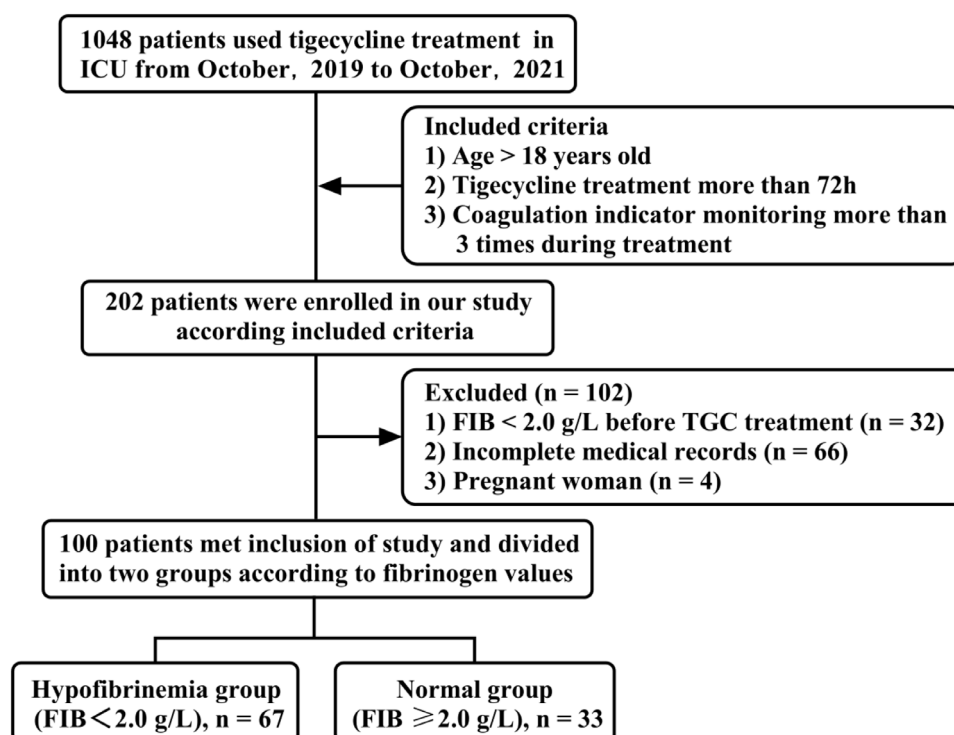 1048 patients used tigecycline treatment in
ICU from October, 2019 to October, 2021
Included criteria
1) Age > 18 years old
2) Tigecycline treatment more than 72h
3) Coagulation indicator monitoring more than
3 times during treatment
202 patients were enrolled in our study
according included criteria
Excluded (n = 102)
1) FIB < 2.0 g/L before TGC treatment (n = 32)
2) Incomplete medical records (n = 66)
3) Pregnant woman (n = 4)
100 patients met inclusion of study and divided
into two groups according to fibrinogen values
Hypofibrinemia group
(FIB<2.0 g/L), n = 67
Normal group
(FIB ≥2.0 g/L), n = 33